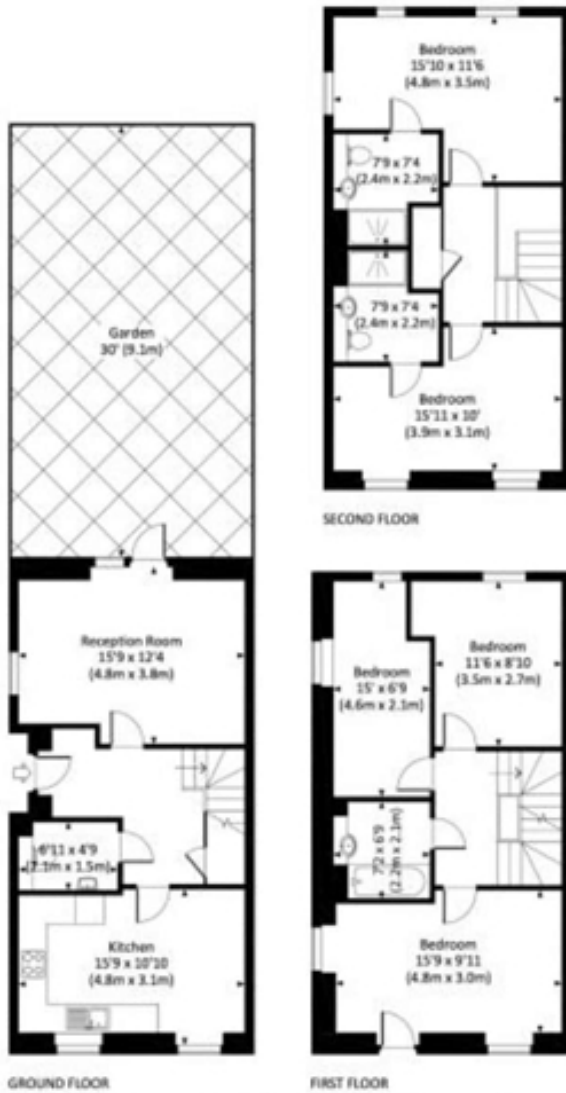 Bedroom
15'10 x 11'6
(4.8m x 3.5m)
7'9 x 7'4
(2.4m x 2.2m)
7'9 x 7'4
(2.4m x 2.2m)
Bedroom
15'11 x 10'
(3.9m x 3.1m)
SECOND FLOOR
Garden
30' (9.1m)
Reception Room
15'9 x 12'4
(4.8m x 3.8m)
6'11 x 4'9
(2.1m x 1.5m)
Kitchen
15'9 x 10'10
(4.8m x 3.1m)
GROUND FLOOR
Bedroom
15' x 6'9
(4.6m x 2.1m)
Bedroom
11'6 x 8'10
(3.5m x 2.7m)
7'2 x 6'9
(2.2m x 2.1m)
Bedroom
15'9 x 9'11
(4.8m x 3.0m)
FIRST FLOOR